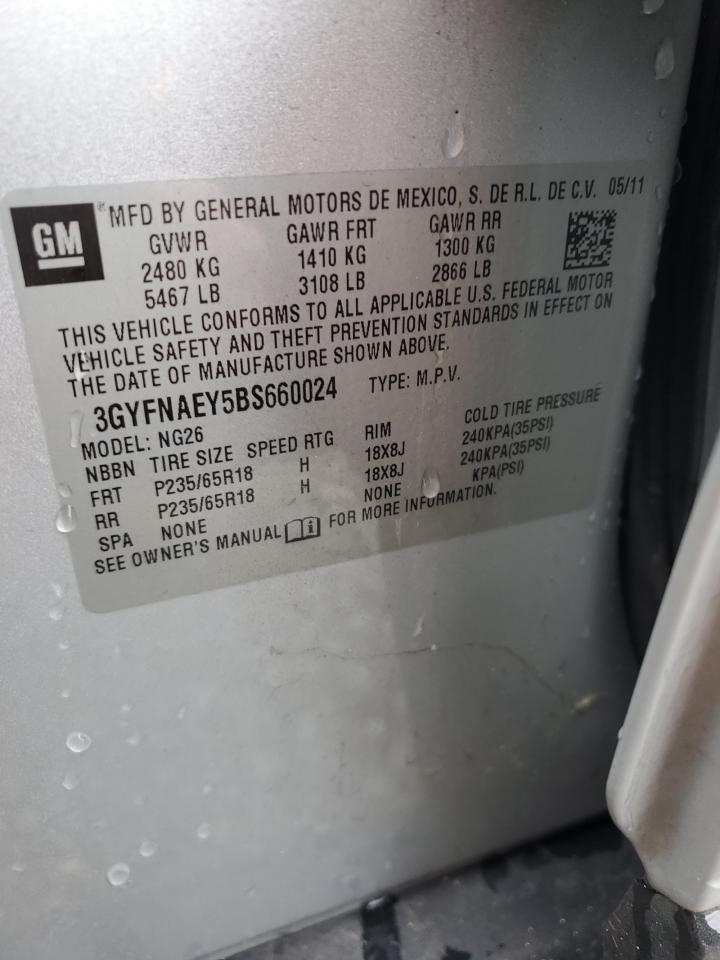 GM
MFD BY GENERAL MOTORS DE MEXICO, S. DE R.L. DE C.V. 05/11
GVWR GAWR FRT GAWR RR
2480 KG 1410 KG 1300 KG
5467 LB 3108 LB 2866 LB
THIS VEHICLE CONFORMS TO ALL APPLICABLE U.S. FEDERAL MOTOR
VEHICLE SAFETY AND THEFT PREVENTION STANDARDS IN EFFECT ON
THE DATE OF MANUFACTURE SHOWN ABOVE.
3GYFNAEY5BS660024 TYPE: M.P.V.
MODEL: NG26
NBBN TIRE SIZE SPEED RTG RIM COLD TIRE PRESSURE
FRT P235/65R18 H 18X8J 240KPA(35PSI)
RR P235/65R18 H 18X8J 240KPA(35PSI)
SPA NONE NONE KPA(PSI)
SEE OWNER'S MANUAL FOR MORE INFORMATION.